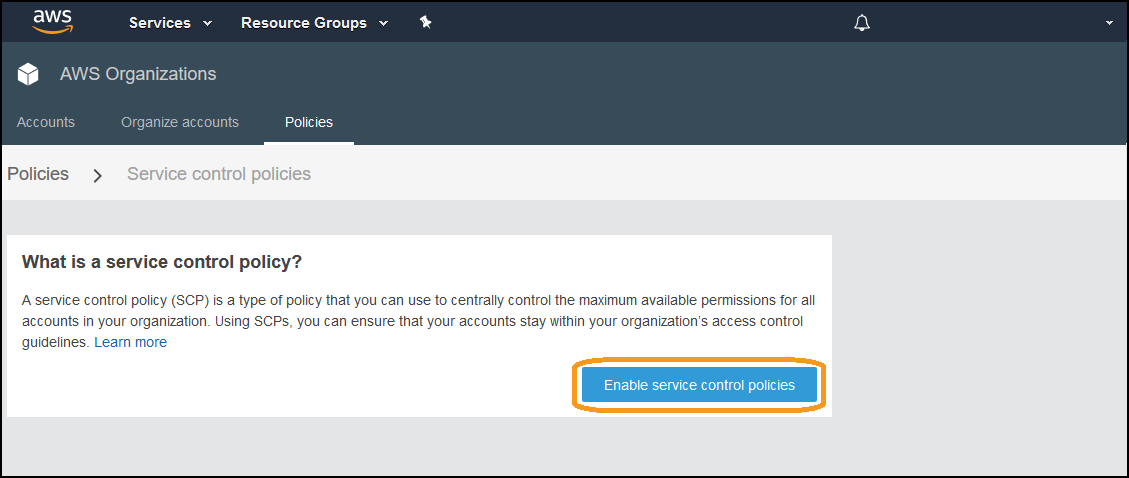 aws Services Resource Groups
AWS Organizations
Accounts Organize accounts Policies
Policies Service control policies
What is a service control policy?
A service control policy (SCP) is a type of policy that you can use to centrally control the maximum available permissions for all
accounts in your organization. Using SCPs, you can ensure that your accounts stay within your organization's access control
guidelines. Learn more
Enable service control policies